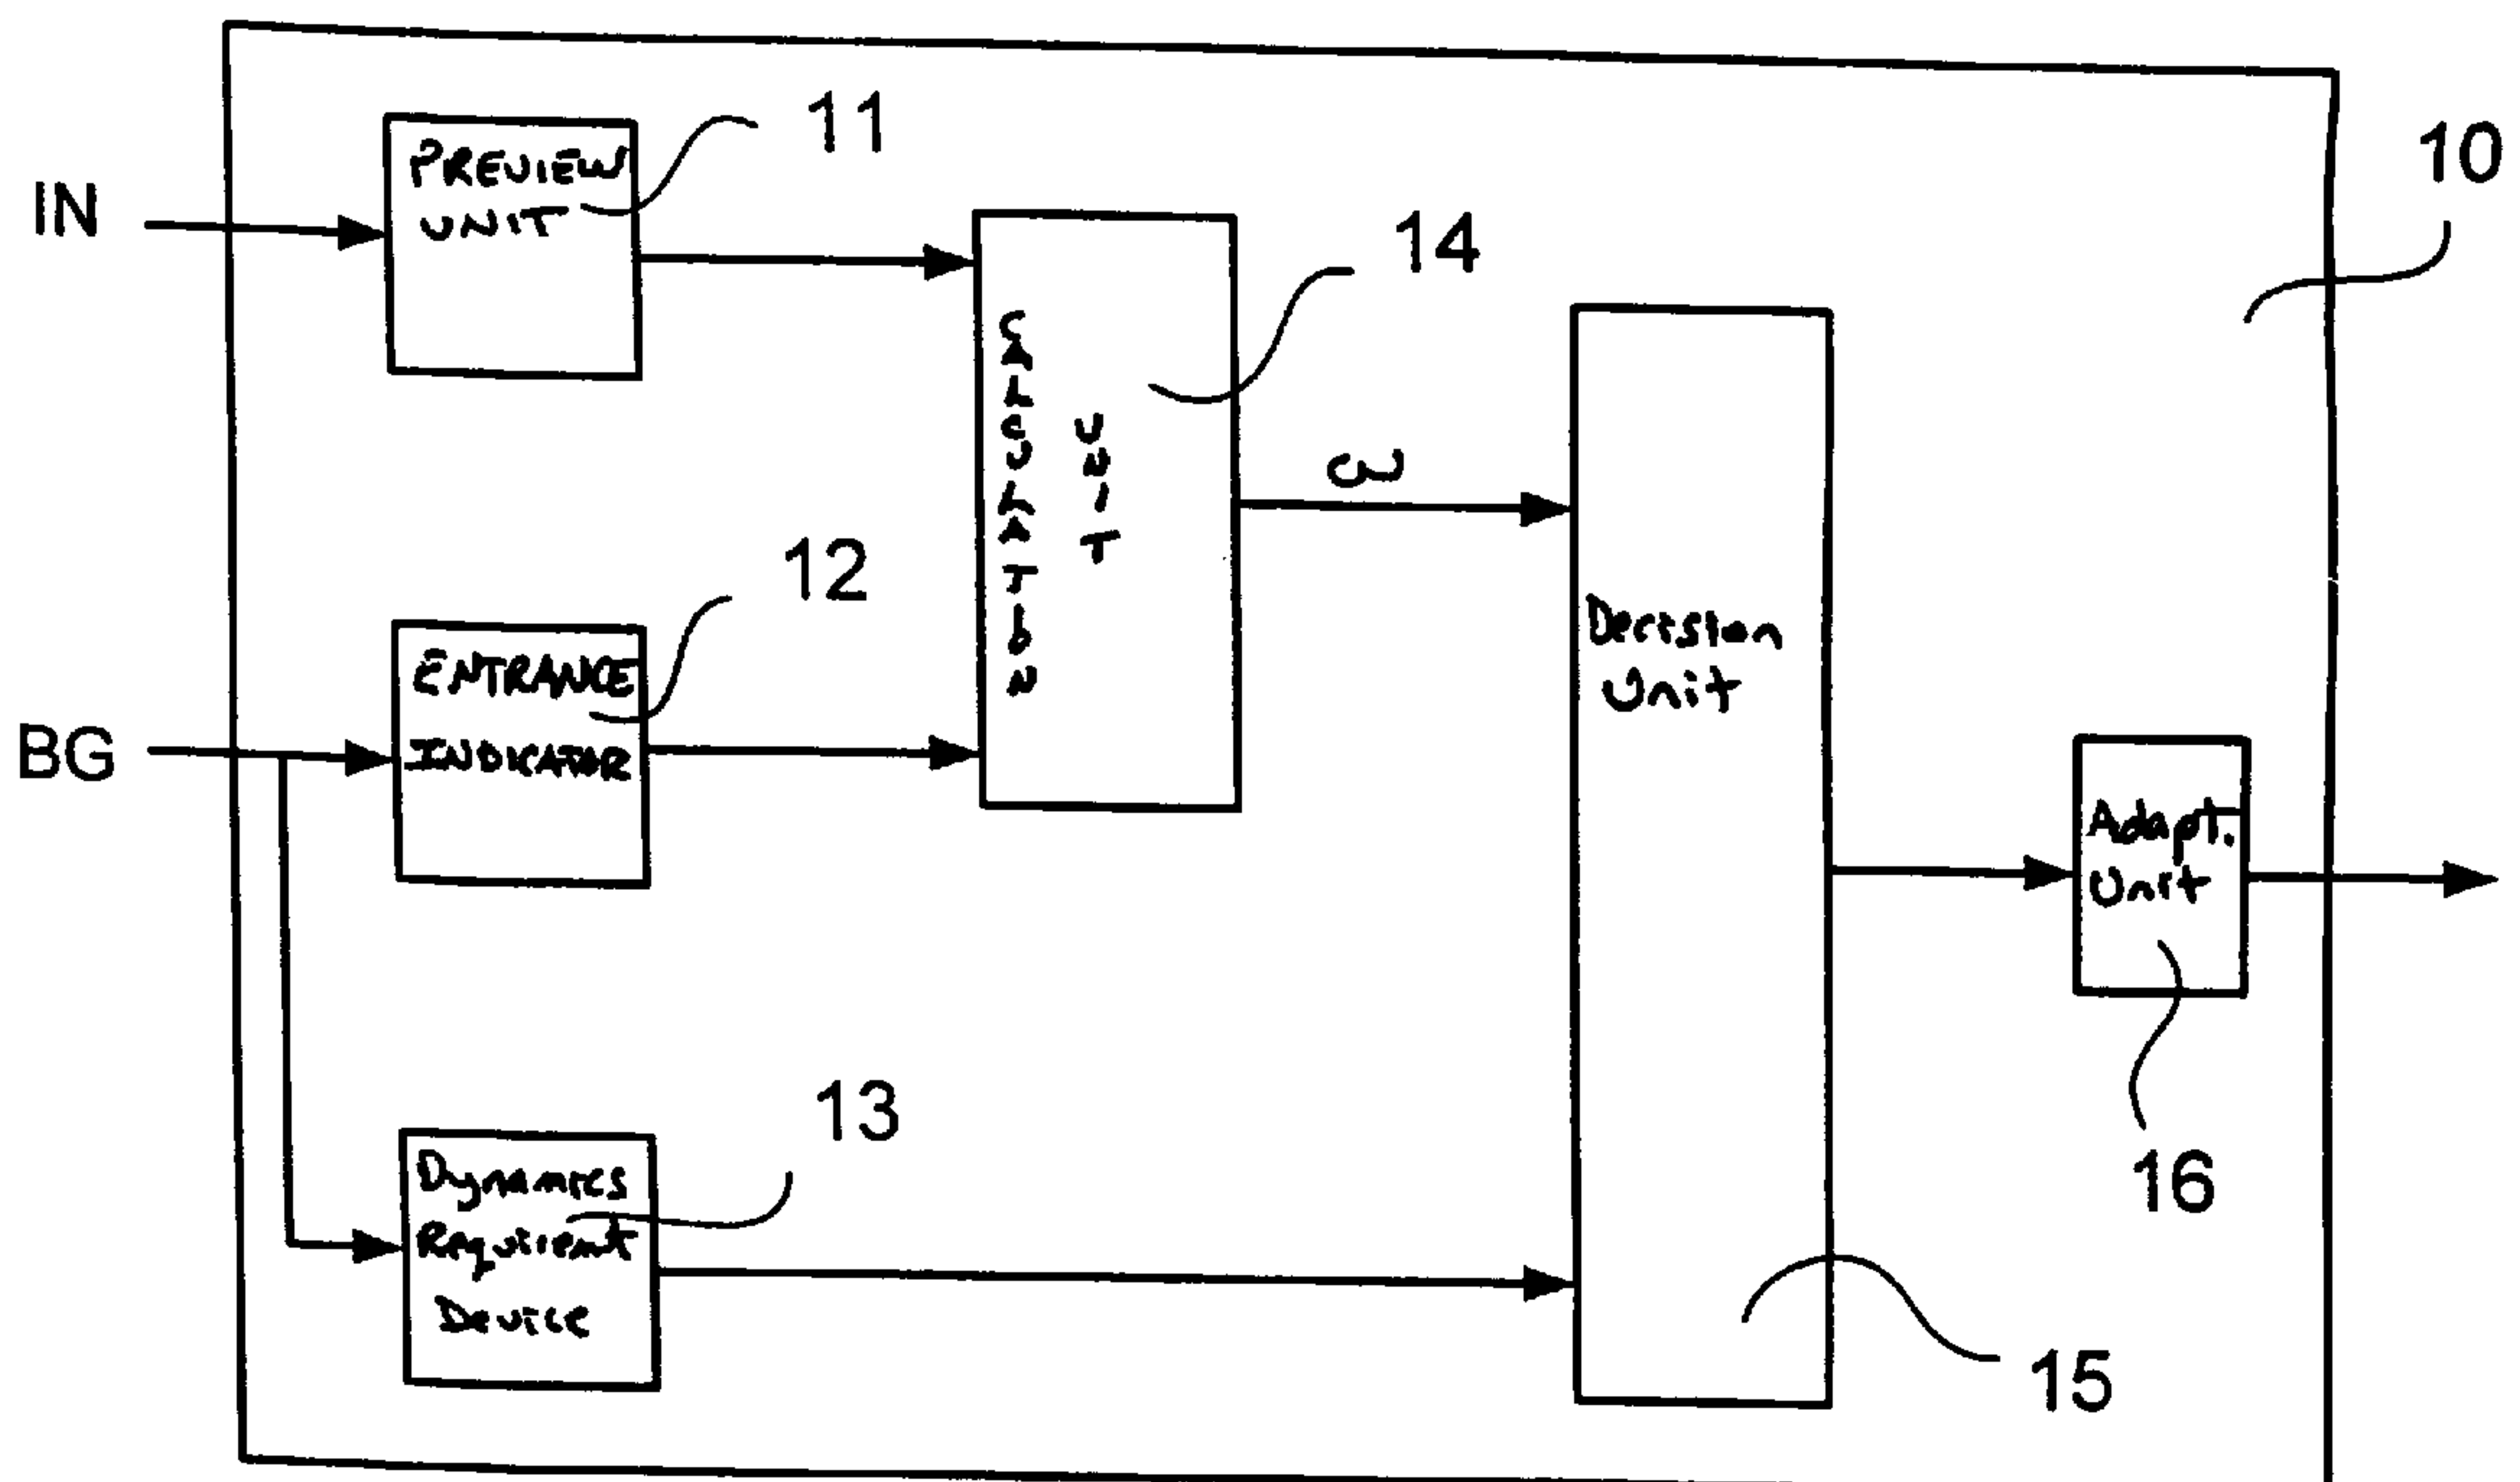 IN
PREVIEW
UNIT
11
10
14
CALCULATION
UNIT
ω
12
ENTRANCE
INDICATOR
BG
Decision
Unit
Adapt.
Unit
13
Dynamics
Device
16
15